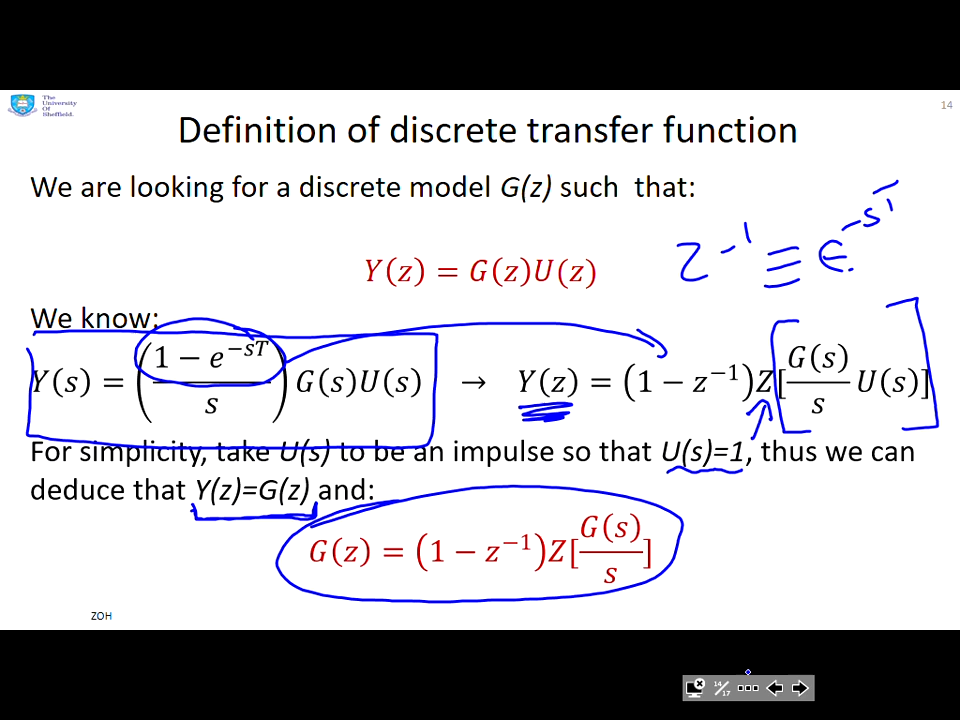 The
University
Of
Sheffield.
14
Definition of discrete transfer function
We are looking for a discrete model G(z) such that:
z⁻¹ ≡ e^{-sT}
Y(z) = G(z)U(z)
We know:
Y(s) = ((1 − e^{−sT})/s) G(s)U(s) → Y(z) = (1 − z⁻¹)Z[G(s)/s U(s)]
For simplicity, take U(s) to be an impulse so that U(s)=1, thus we can
deduce that Y(z)=G(z) and:
G(z) = (1 − z⁻¹)Z[G(s)/s]
ZOH
14/17